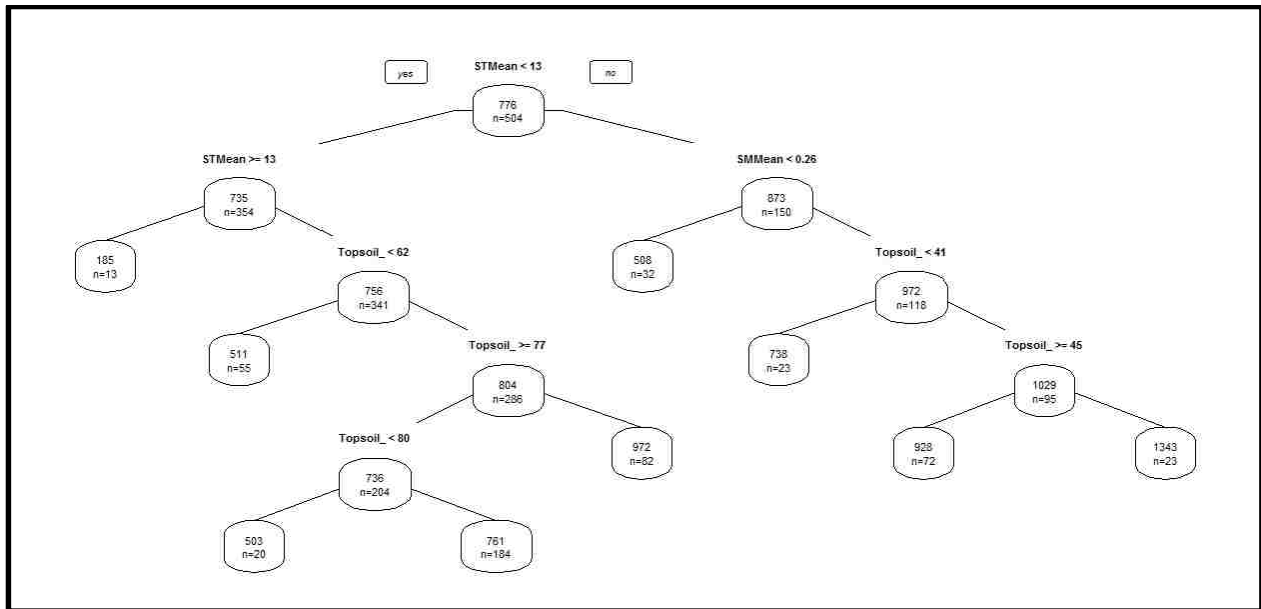 yes
STMean < 13
no
776
n=504
STMean >= 13
SMMean < 0.26
735
n=354
873
n=150
185
n=13
Topsoil_ < 62
508
n=32
Topsoil_ < 41
756
n=341
972
n=118
511
n=55
Topsoil_ >= 77
738
n=23
Topsoil_ >= 45
804
n=286
1029
n=95
Topsoil_ < 80
972
n=82
928
n=72
1343
n=23
736
n=204
503
n=20
761
n=184